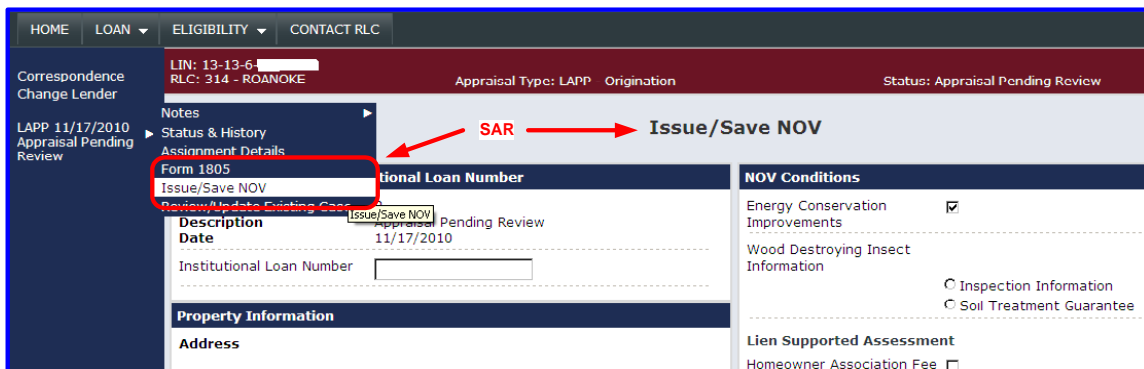 HOME LOAN ELIGIBILITY CONTACT RLC
Correspondence
Change Lender
LAPP 11/17/2010
Appraisal Pending
Review
LIN: 13-13-6-
RLC: 314 - ROANOKE
Appraisal Type: LAPP Origination
Status: Appraisal Pending Review
Notes
Status & History
Assignment Details
Form 1805
Issue/Save NOV
Review/Update Existing Case
Issue/Save NOV
SAR
Issue/Save NOV
tional Loan Number
Description Appraisal Pending Review
Date 11/17/2010
Institutional Loan Number
Property Information
Address
NOV Conditions
Energy Conservation
Improvements
Wood Destroying Insect
Information
Inspection Information
Soil Treatment Guarantee
Lien Supported Assessment
Homeowner Association Fee